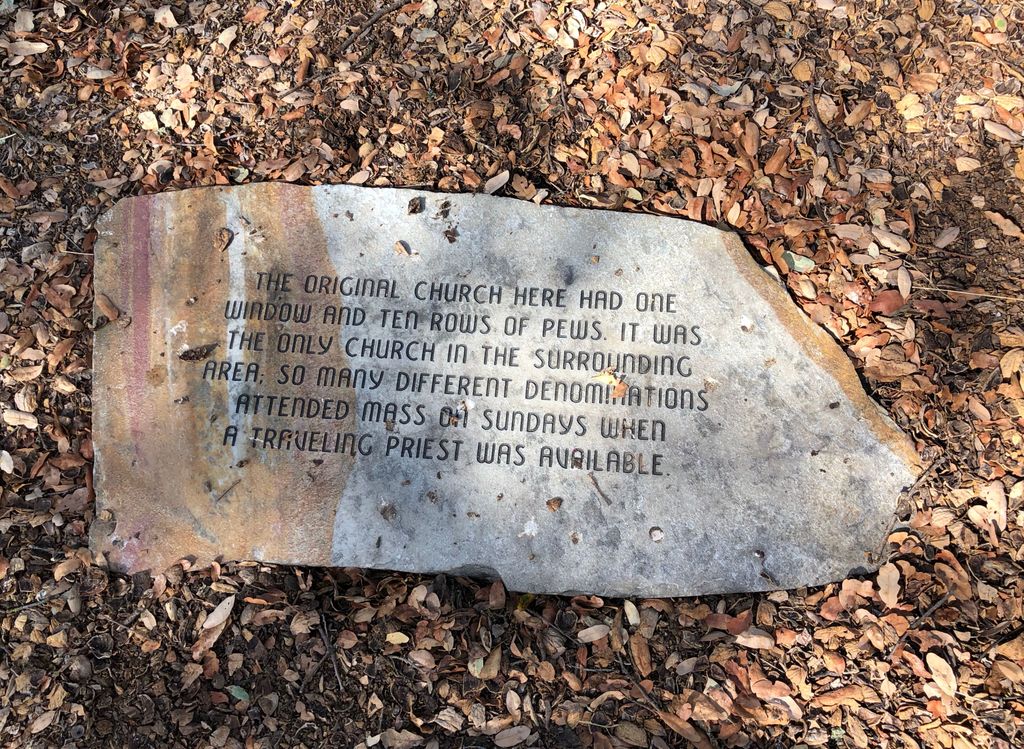 THE ORIGINAL CHURCH HERE HAD ONE
WINDOW AND TEN ROWS OF PEWS. IT WAS
THE ONLY CHURCH IN THE SURROUNDING
AREA, SO MANY DIFFERENT DENOMINATIONS
ATTENDED MASS ON SUNDAYS WHEN
A TRAVELING PRIEST WAS AVAILABLE.